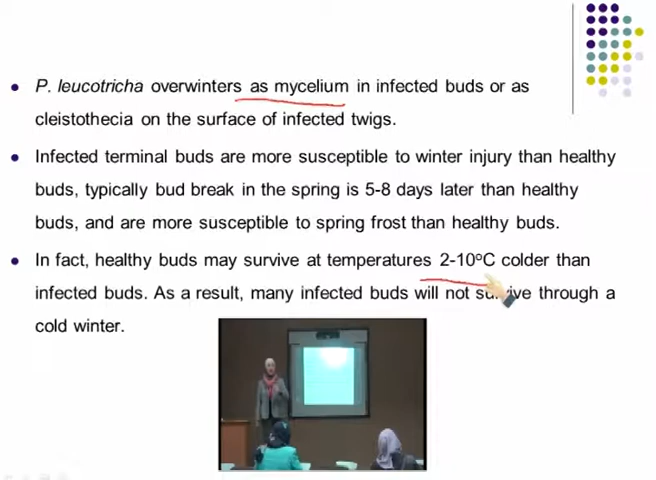 P. leucotricha overwinters as mycelium in infected buds or as
cleistothecia on the surface of infected twigs.
Infected terminal buds are more susceptible to winter injury than healthy
buds, typically bud break in the spring is 5-8 days later than healthy
buds, and are more susceptible to spring frost than healthy buds.
In fact, healthy buds may survive at temperatures 2-10°C colder than
infected buds. As a result, many infected buds will not survive through a
cold winter.